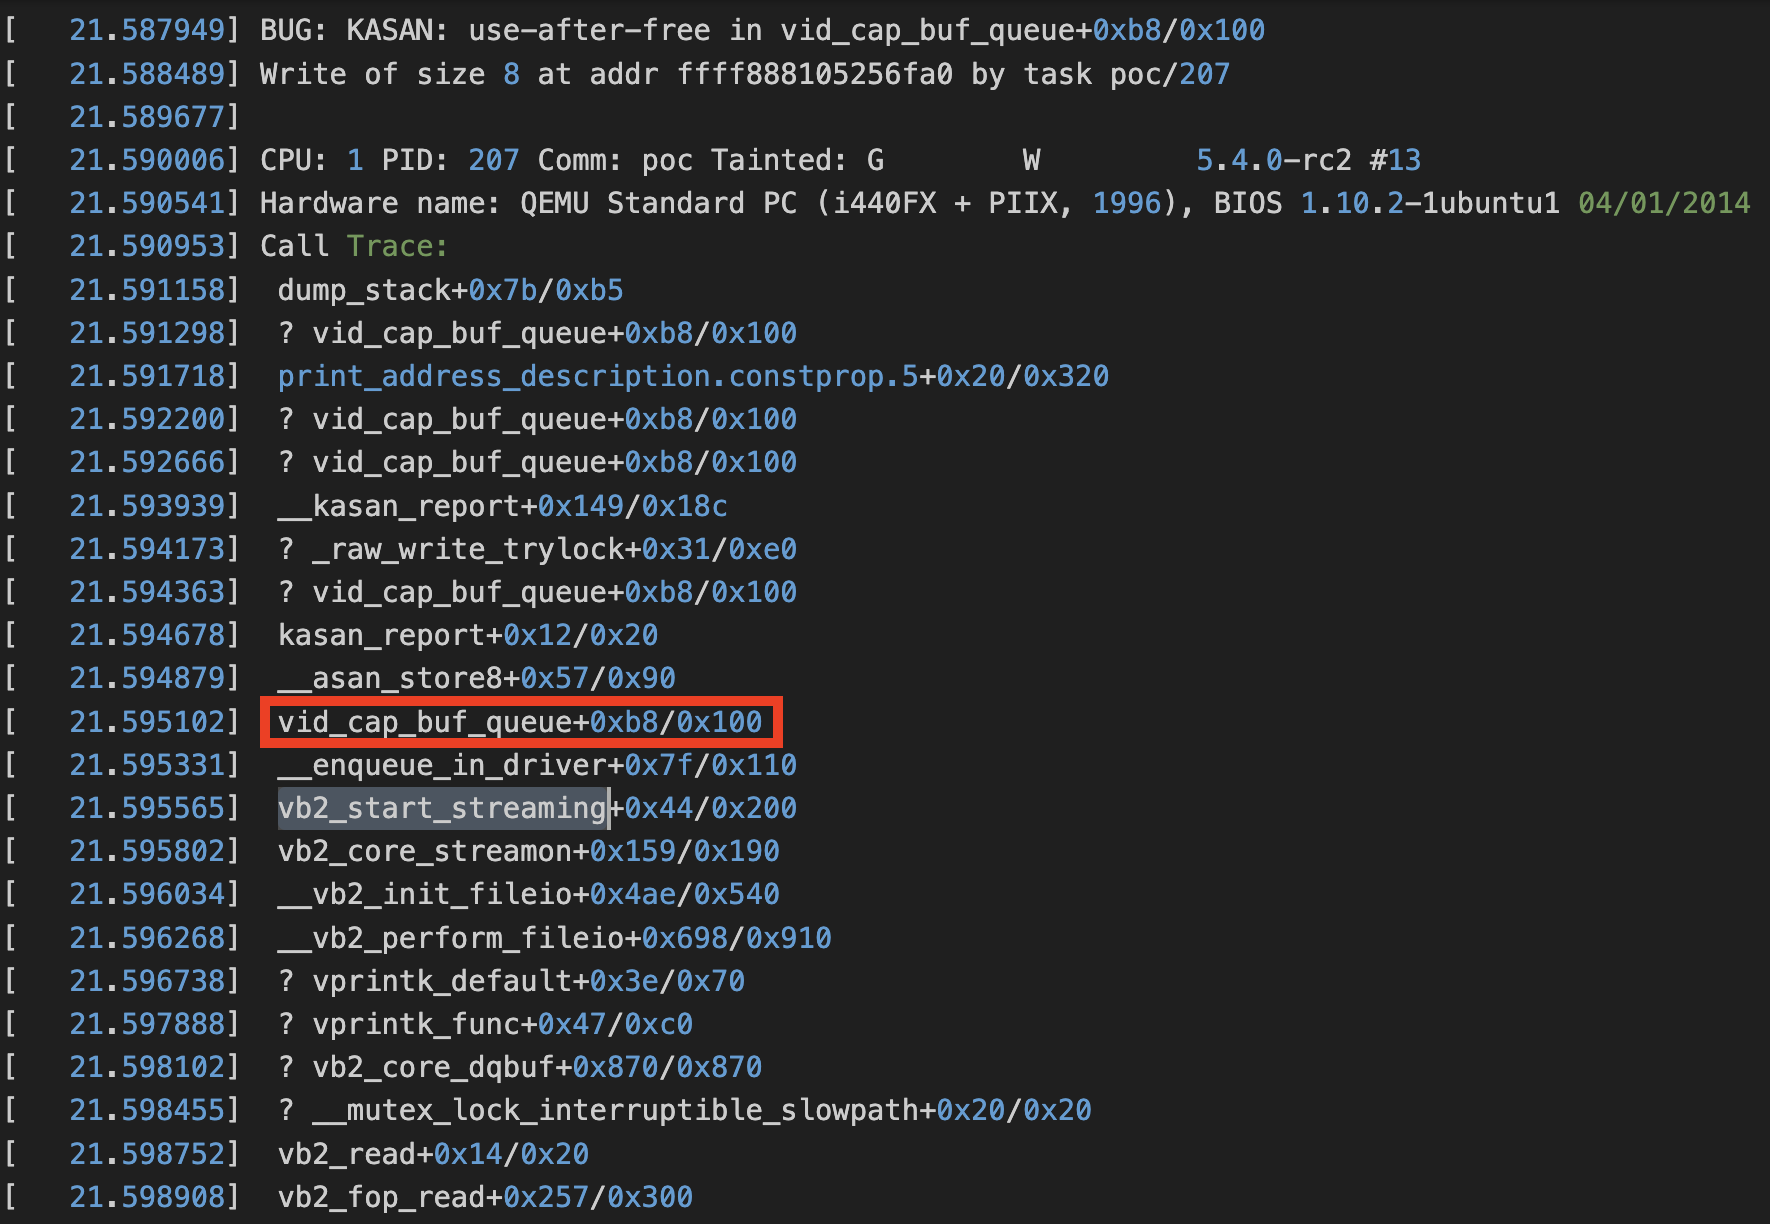 [   21.587949] BUG: KASAN: use-after-free in vid_cap_buf_queue+0xb8/0x100
[   21.588489] Write of size 8 at addr ffff888105256fa0 by task poc/207
[   21.589677]
[   21.590006] CPU: 1 PID: 207 Comm: poc Tainted: G        W         5.4.0-rc2 #13
[   21.590541] Hardware name: QEMU Standard PC (i440FX + PIIX, 1996), BIOS 1.10.2-1ubuntu1 04/01/2014
[   21.590953] Call Trace:
[   21.591158]  dump_stack+0x7b/0xb5
[   21.591298]  ? vid_cap_buf_queue+0xb8/0x100
[   21.591718]  print_address_description.constprop.5+0x20/0x320
[   21.592200]  ? vid_cap_buf_queue+0xb8/0x100
[   21.592666]  ? vid_cap_buf_queue+0xb8/0x100
[   21.593939]  __kasan_report+0x149/0x18c
[   21.594173]  ? _raw_write_trylock+0x31/0xe0
[   21.594363]  ? vid_cap_buf_queue+0xb8/0x100
[   21.594678]  kasan_report+0x12/0x20
[   21.594879]  __asan_store8+0x57/0x90
[   21.595102]  vid_cap_buf_queue+0xb8/0x100
[   21.595331]  __enqueue_in_driver+0x7f/0x110
[   21.595565]  vb2_start_streaming+0x44/0x200
[   21.595802]  vb2_core_streamon+0x159/0x190
[   21.596034]  __vb2_init_fileio+0x4ae/0x540
[   21.596268]  __vb2_perform_fileio+0x698/0x910
[   21.596738]  ? vprintk_default+0x3e/0x70
[   21.597888]  ? vprintk_func+0x47/0xc0
[   21.598102]  ? vb2_core_dqbuf+0x870/0x870
[   21.598455]  ? __mutex_lock_interruptible_slowpath+0x20/0x20
[   21.598752]  vb2_read+0x14/0x20
[   21.598908]  vb2_fop_read+0x257/0x300